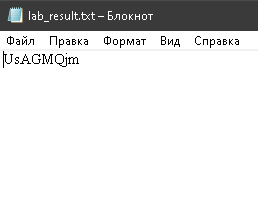 lab_result.txt – Блокнот
Файл Правка Формат Вид Справка
UsAGMQjm